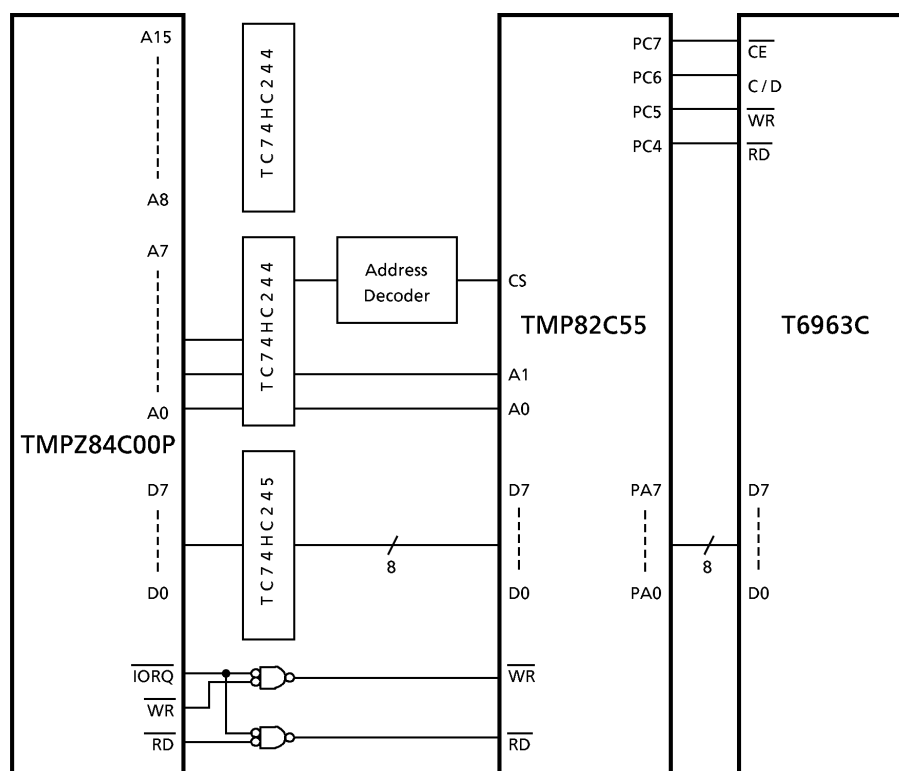 A15
A8
A7
A0
TMPZ84C00P
D7
D0
IORQ
WR
RD
TC74HC244
TC74HC244
TC74HC245
Address
Decoder
8
PC7
PC6
PC5
PC4
CS
TMP82C55
A1
A0
D7
D0
PA7
PA0
WR
RD
8
CE
C/D
WR
RD
T6963C
D7
D0